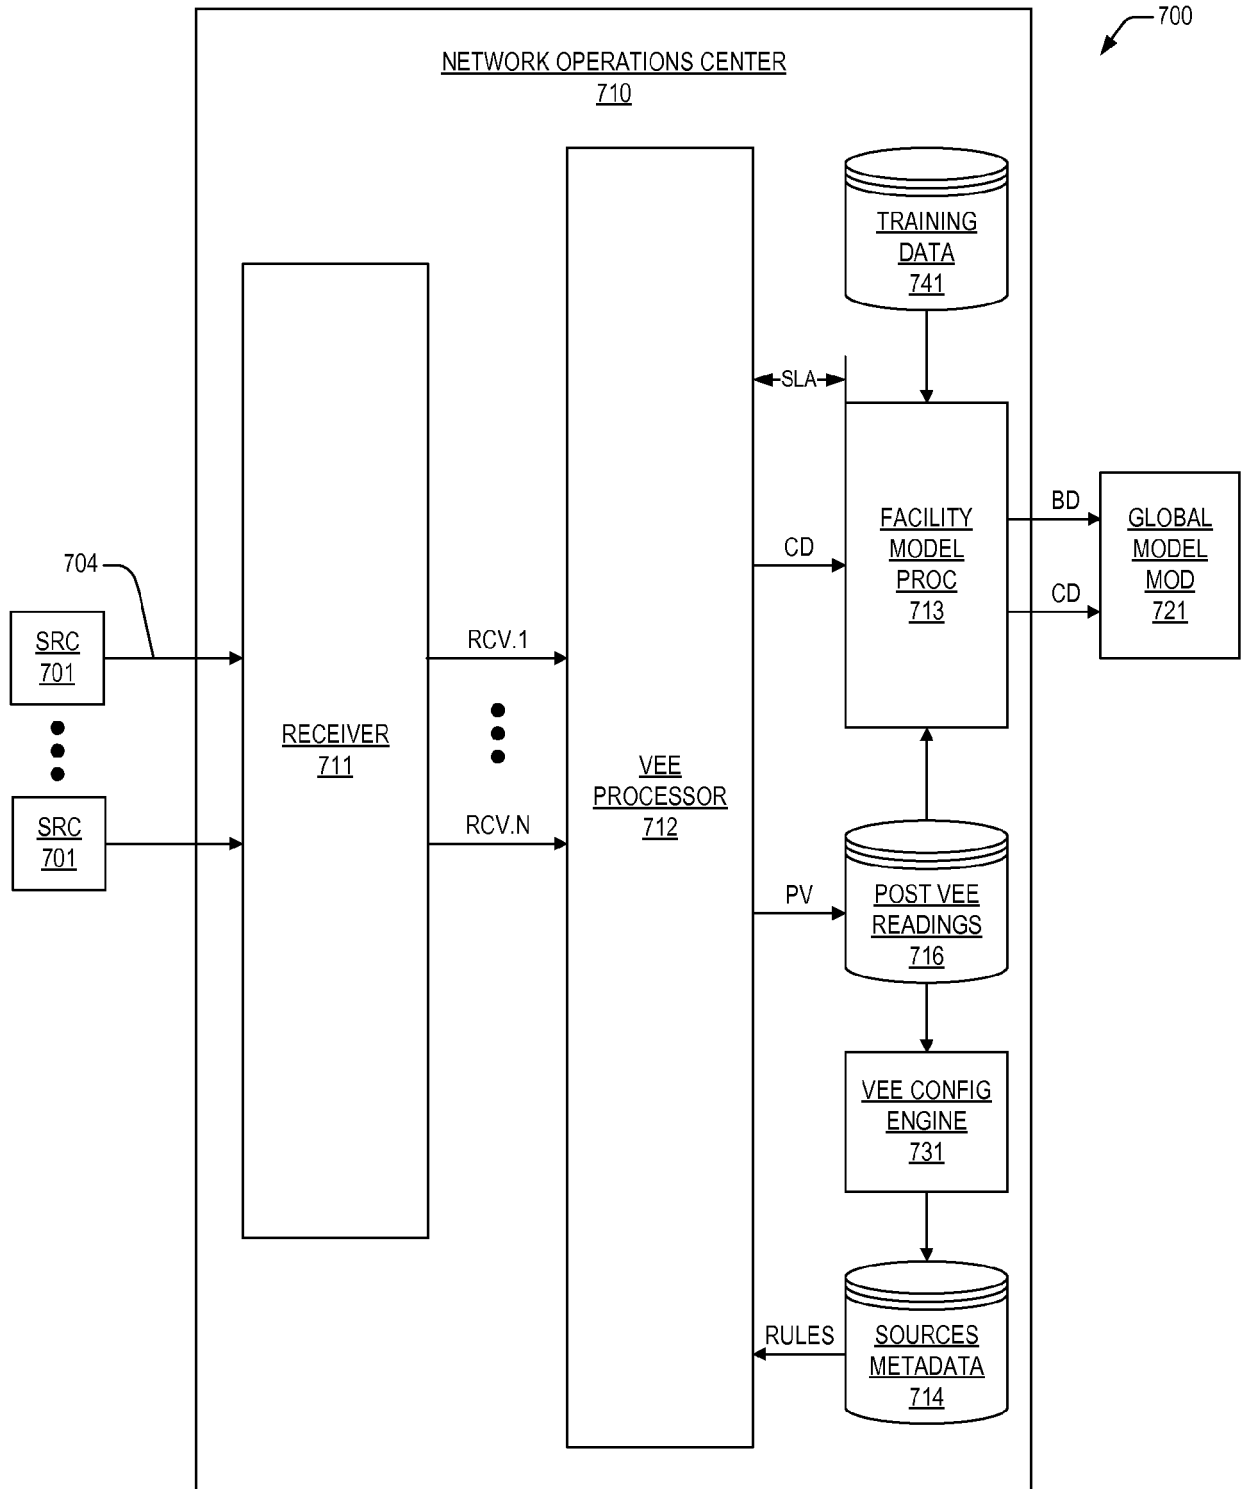 700
NETWORK OPERATIONS CENTER
710
TRAINING
DATA
741
SLA
FACILITY
MODEL
PROC
713
BD
CD
GLOBAL
MODEL
MOD
721
CD
704
SRC
701
SRC
701
RECEIVER
711
RCV.1
RCV.N
VEE
PROCESSOR
712
PV
POST VEE
READINGS
716
VEE CONFIG
ENGINE
731
RULES
SOURCES
METADATA
714